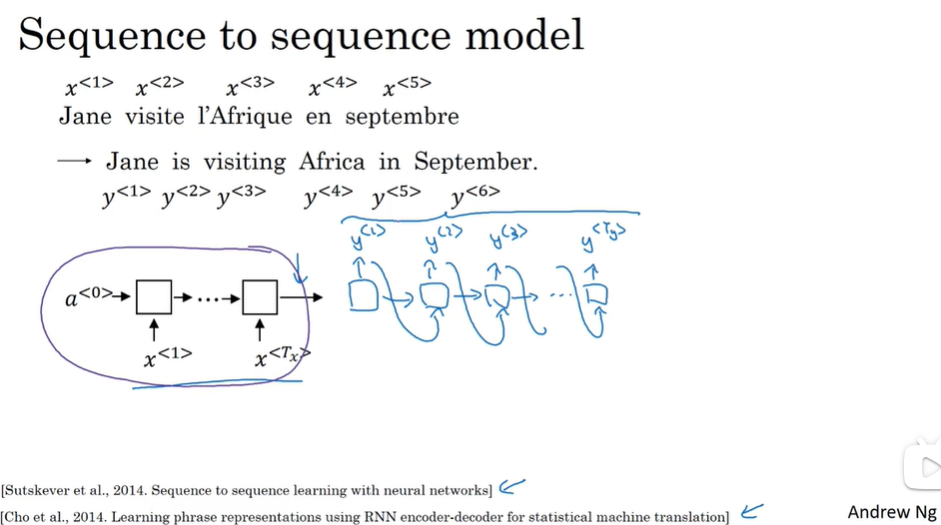 Sequence to sequence model
x<1> x<2> x<3> x<4> x<5>
Jane visite l'Afrique en septembre
→ Jane is visiting Africa in September.
y<1> y<2> y<3> y<4> y<5> y<6>
y<1> y<2> y<3> y<Ty>
a<0> → → ... → → → → ...
x<1> x<Tx>
[Sutskever et al., 2014. Sequence to sequence learning with neural networks] ←
[Cho et al., 2014. Learning phrase representations using RNN encoder-decoder for statistical machine translation] ←
Andrew Ng